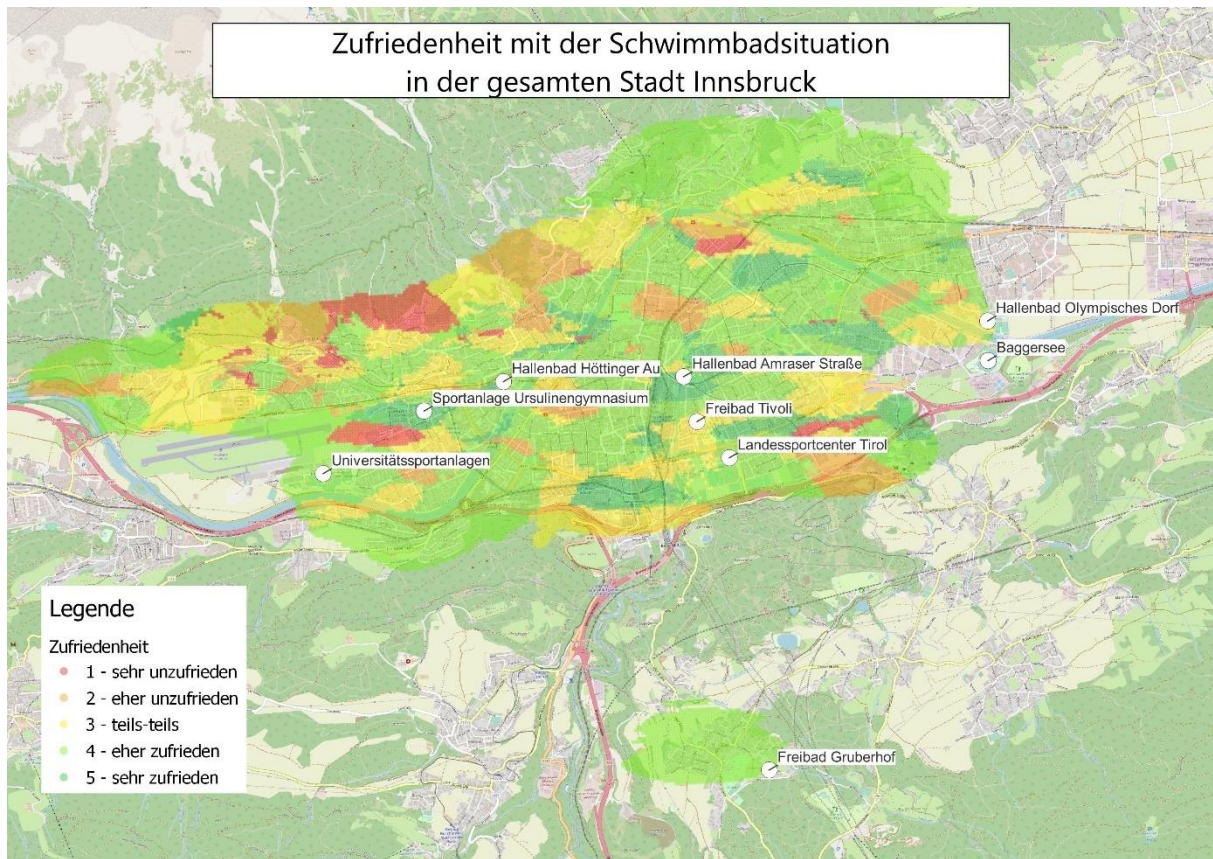 Zufriedenheit mit der Schwimmbadsituation
in der gesamten Stadt Innsbruck
Hallenbad Olympisches Dorf
Baggersee
Hallenbad Höttinger Au
Hallenbad Amraser Straße
Sportanlage Ursulinengymnasium
Freibad Tivoli
Landessportcenter Tirol
Universitätssportanlagen
Freibad Gruberhof
Legende
Zufriedenheit
1 - sehr unzufrieden
2 - eher unzufrieden
3 - teils-teils
4 - eher zufrieden
5 - sehr zufrieden